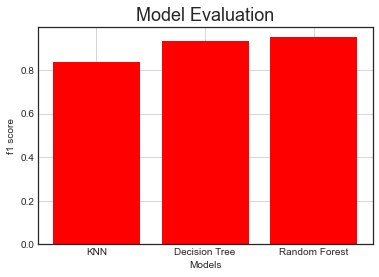 Model Evaluation
f1 score
0.8
0.6
0.4
0.2
0.0
KNN
Decision Tree
Random Forest
Models